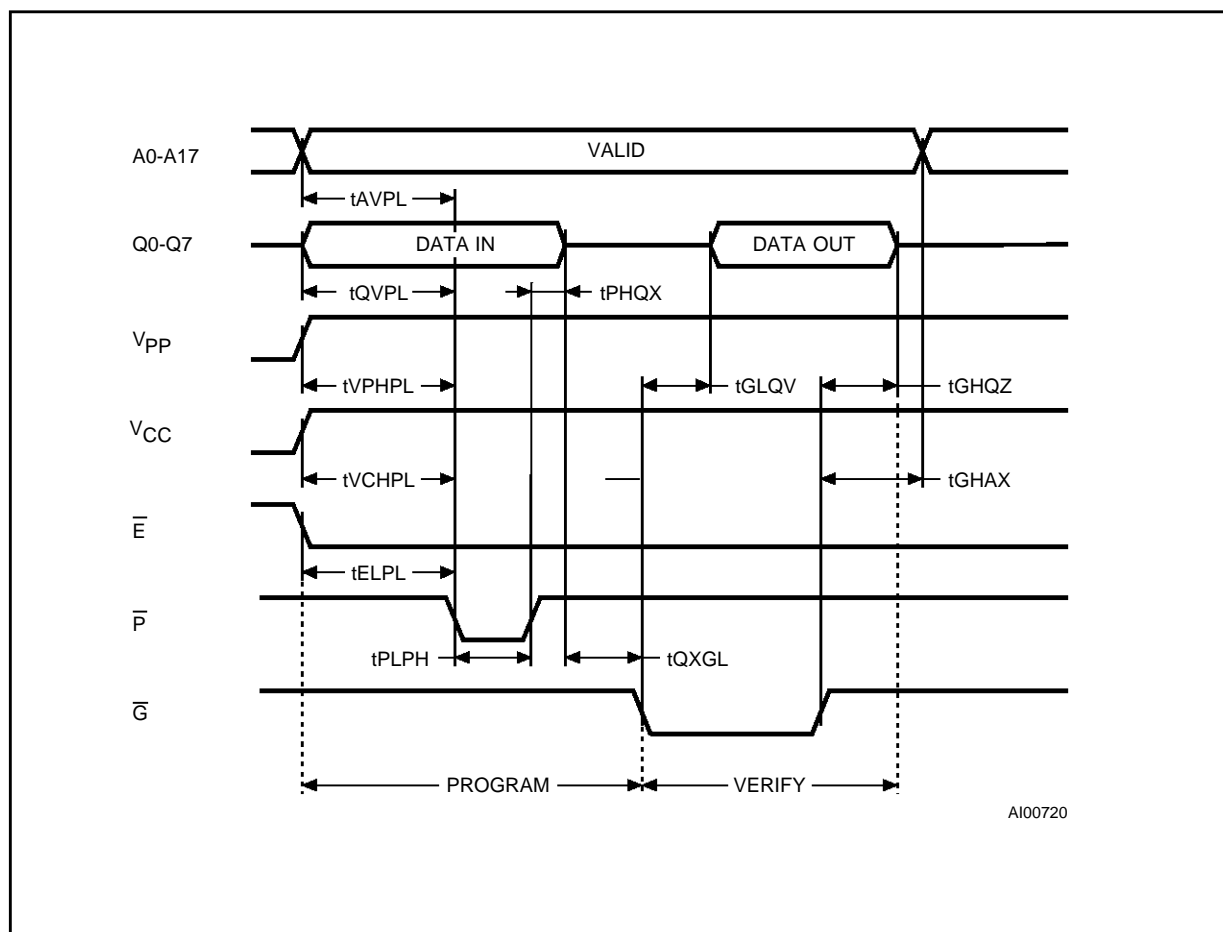 A0-A17
VALID
tAVPL
Q0-Q7
DATA IN
DATA OUT
tQVPL
tPHQX
VPP
tVPHPL
tGLQV
tGHQZ
VCC
tVCHPL
tGHAX
E̅
tELPL
P̅
tPLPH
tQXGL
G̅
PROGRAM
VERIFY
AI00720